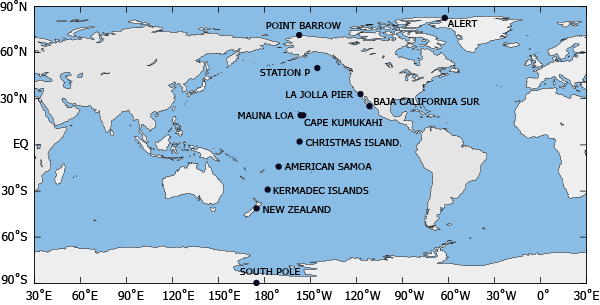 90°N
POINT BARROW
ALERT
60°N
STATION P
30°N
LA JOLLA PIER
BAJA CALIFORNIA SUR
MAUNA LOA
CAPE KUMUKAHI
EQ
CHRISTMAS ISLAND,
AMERICAN SAMOA
30°S
KERMADEC ISLANDS
NEW ZEALAND
60°S
SOUTH POLE
90°S
30°E 60°E 90°E 120°E 150°E 180° 150°W 120°W 90°W 60°W 30°W 0° 30°E